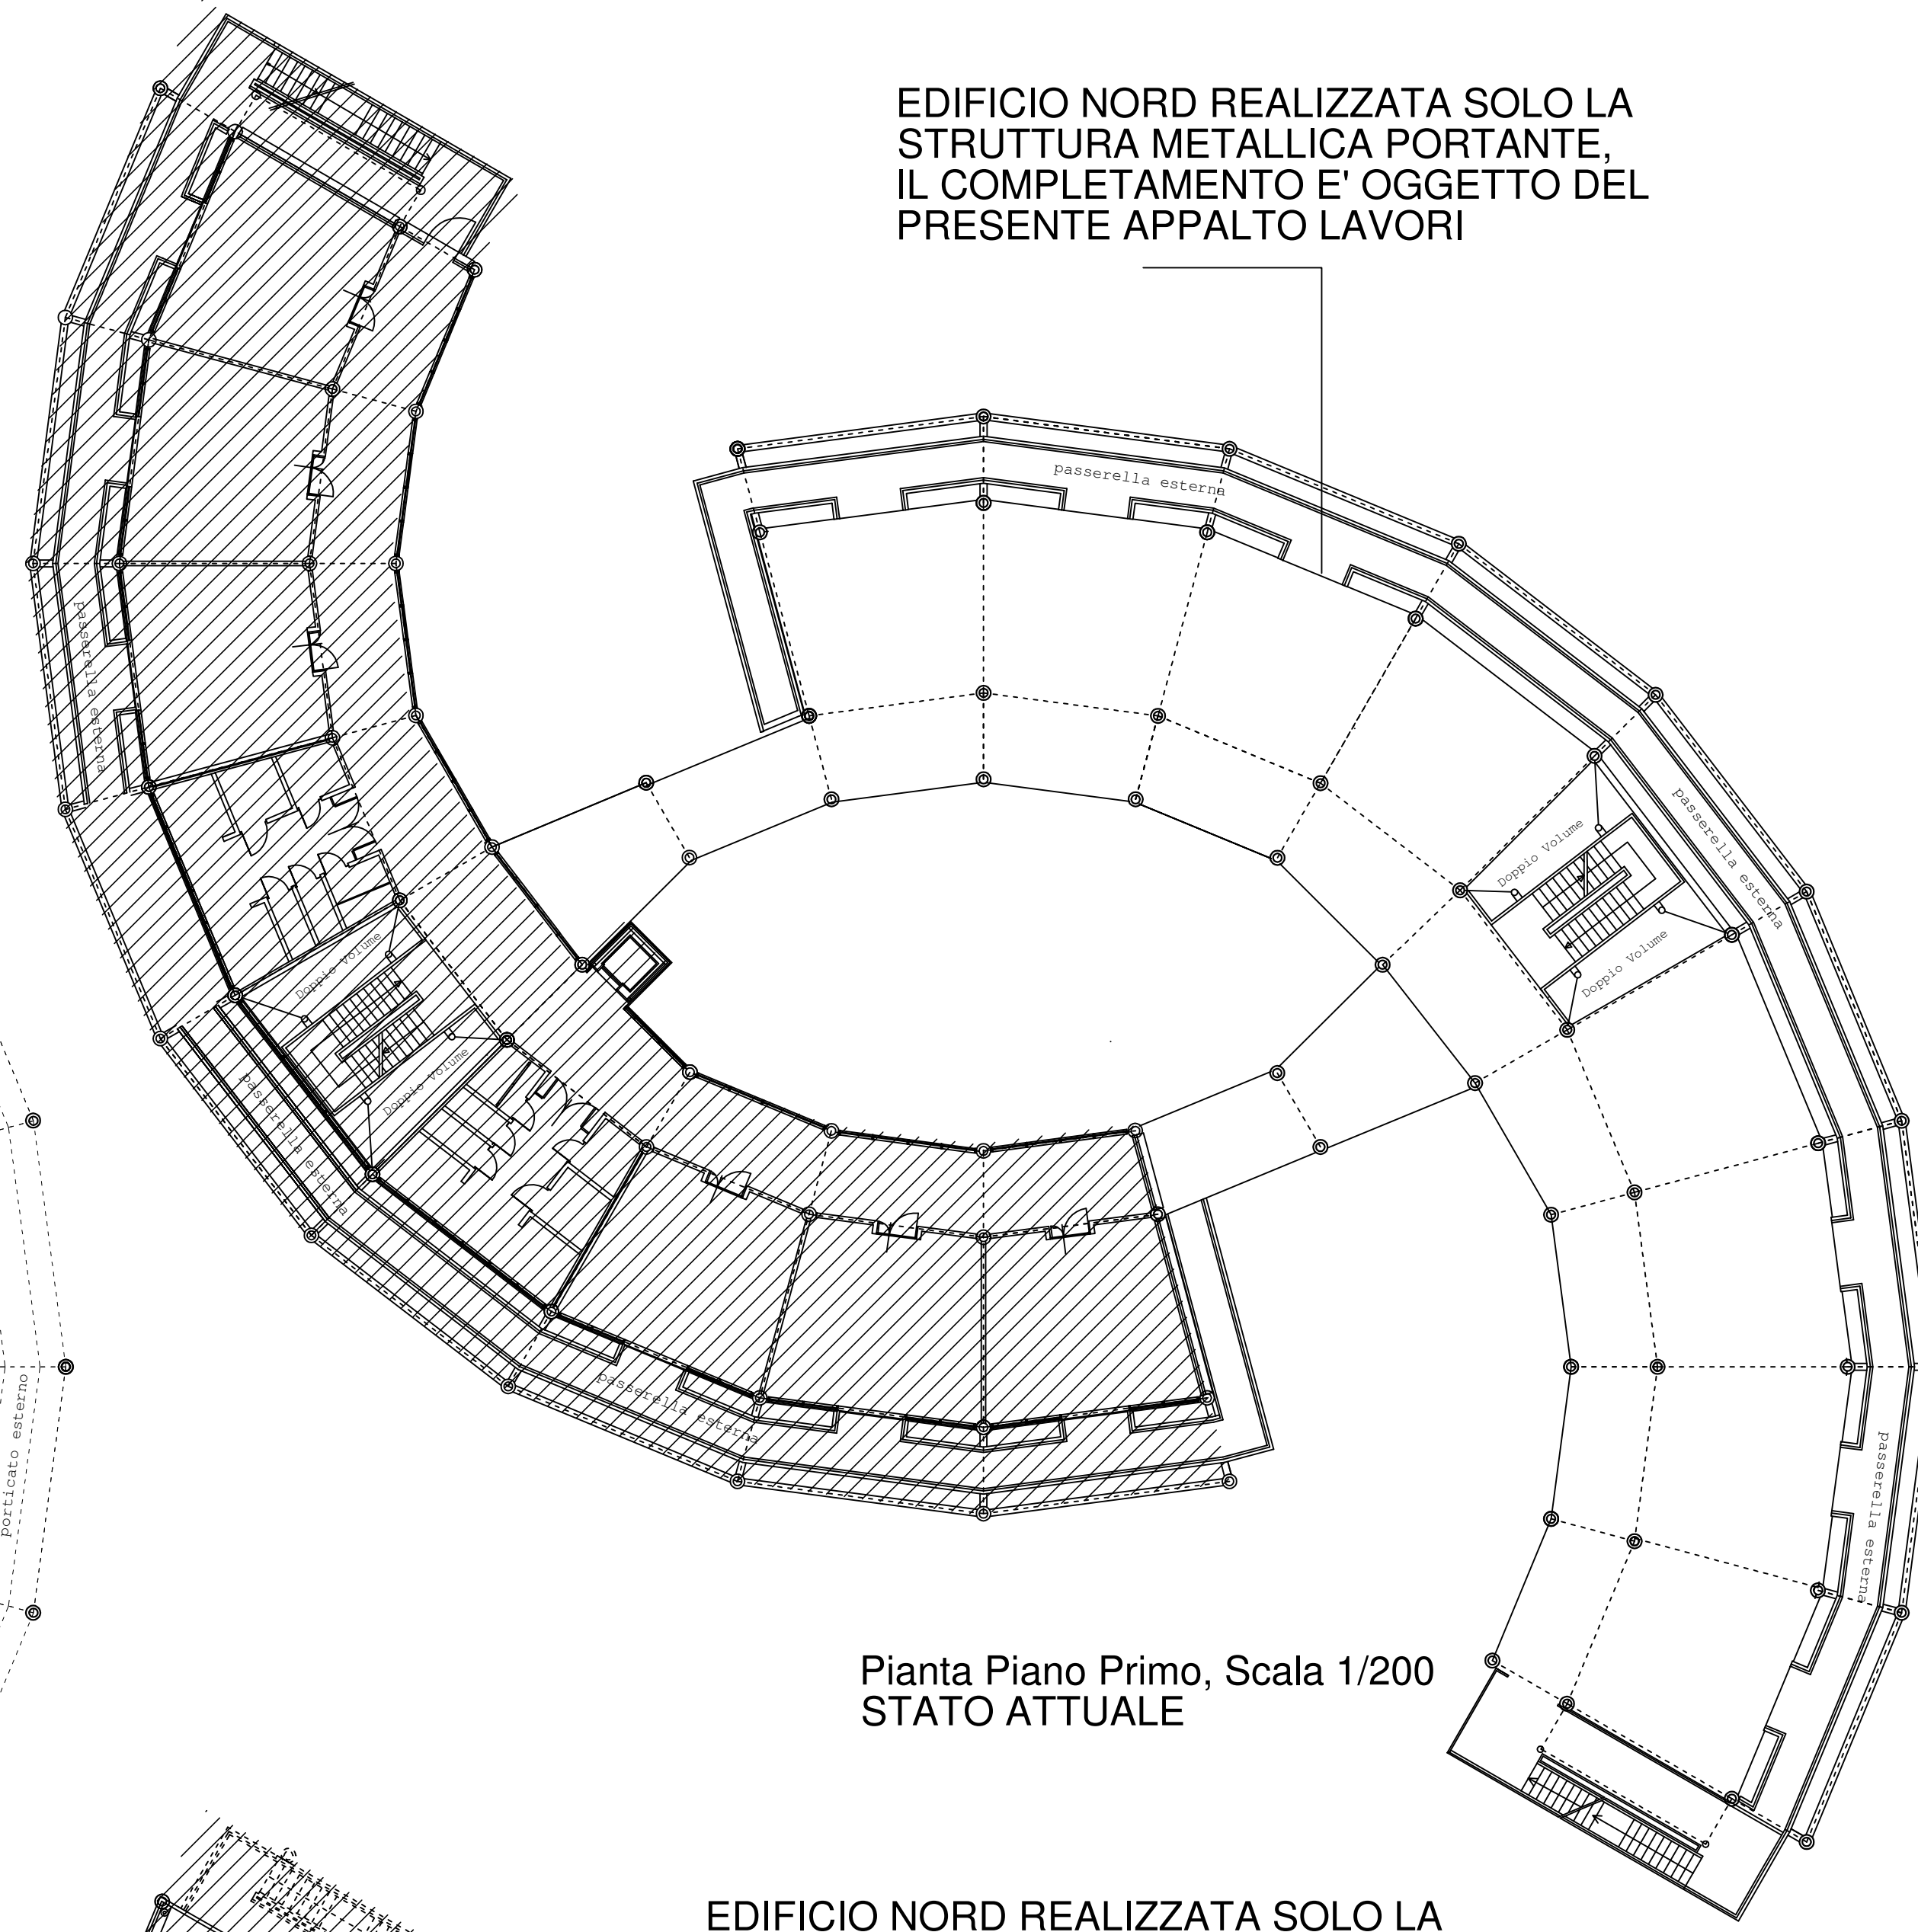 EDIFICIO NORD REALIZZATA SOLO LA
STRUTTURA METALLICA PORTANTE,
IL COMPLETAMENTO E' OGGETTO DEL
PRESENTE APPALTO LAVORI
passerella esterna
passerella esterna
Doppio Volume
passerella esterna
Doppio Volume
Doppio Volume
Doppio Volume
passerella esterna
passerella esterna
porticato esterno
passerella esterna
Pianta Piano Primo, Scala 1/200
STATO ATTUALE
EDIFICIO NORD REALIZZATA SOLO LA